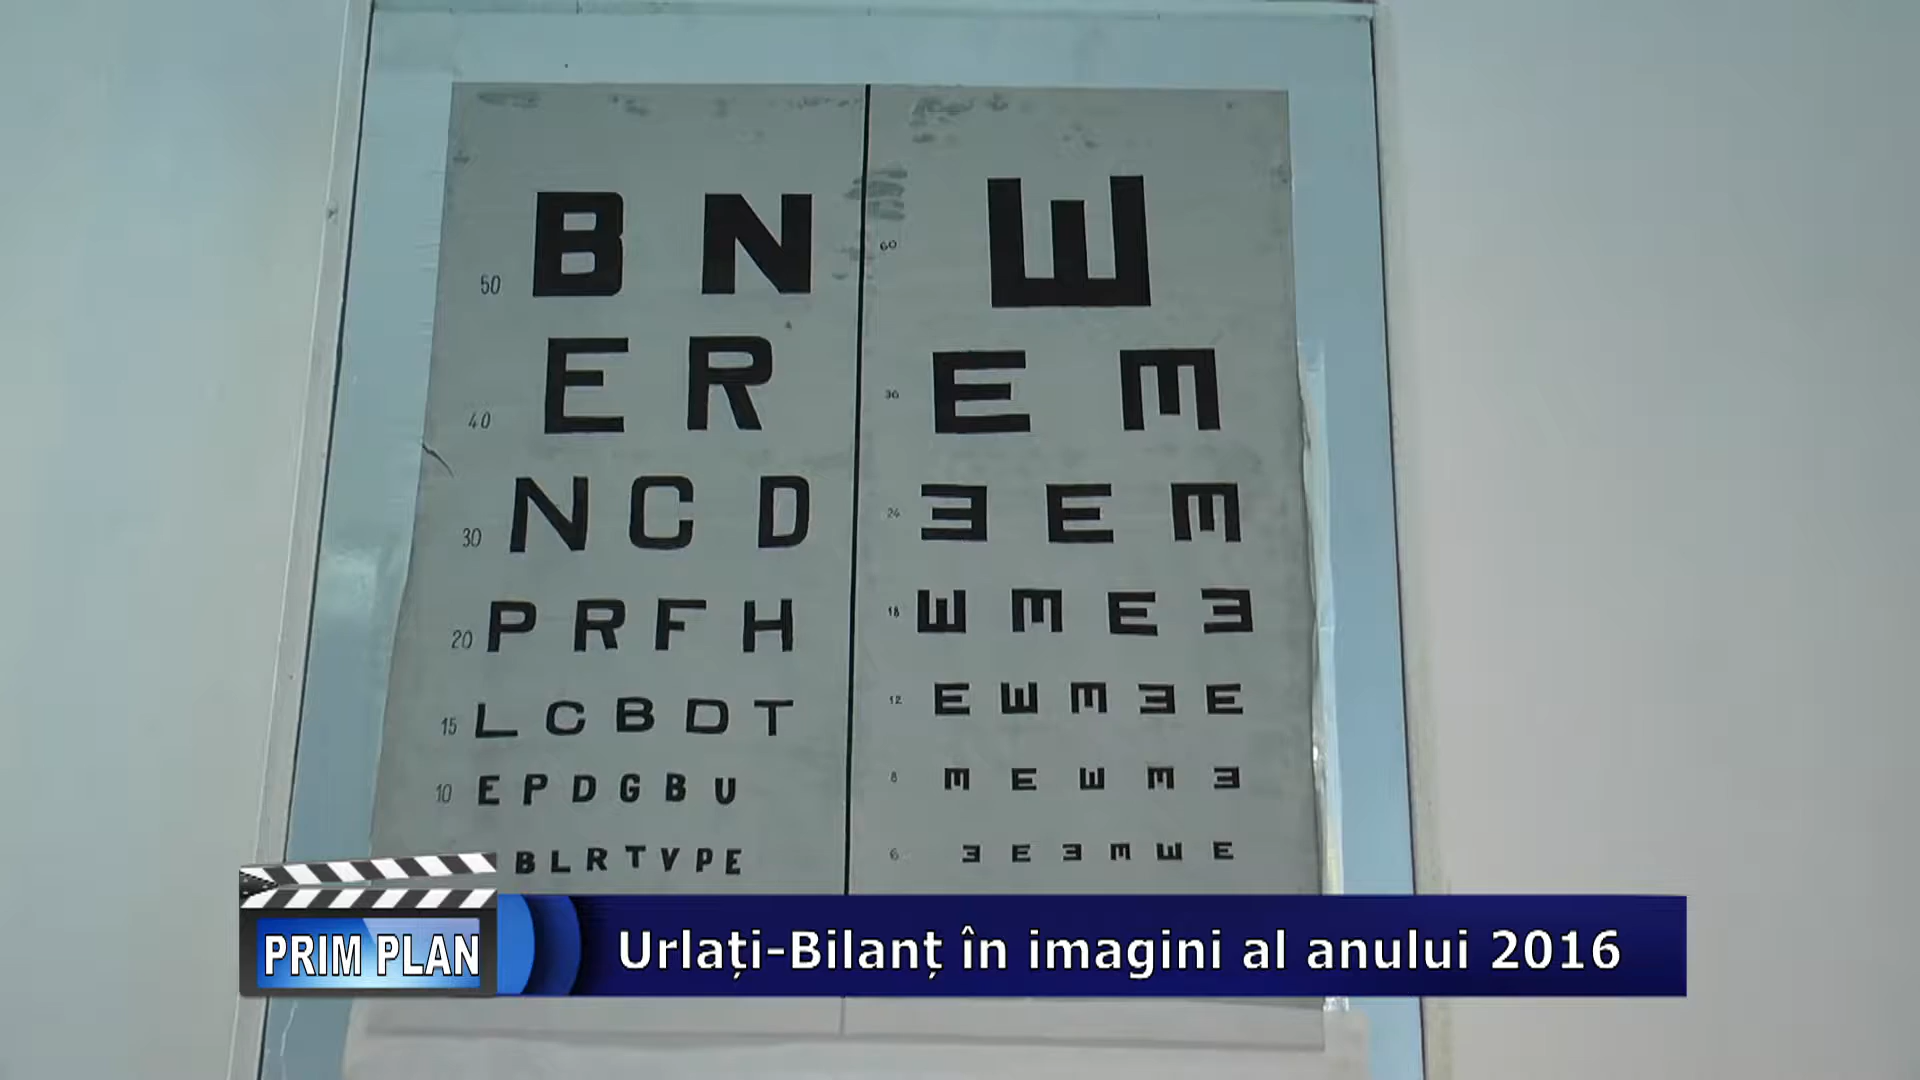 50 B N
40 E R
30 N C D
20 P R F H
15 L C B D T
10 E P D G B U
B L R T V P E
60 E
36 E E
24 E E E
18 E E E E
12 E E E E E
8 E E E E E
6 E E E E E E
PRIM PLAN
Urlați-Bilanț în imagini al anului 2016